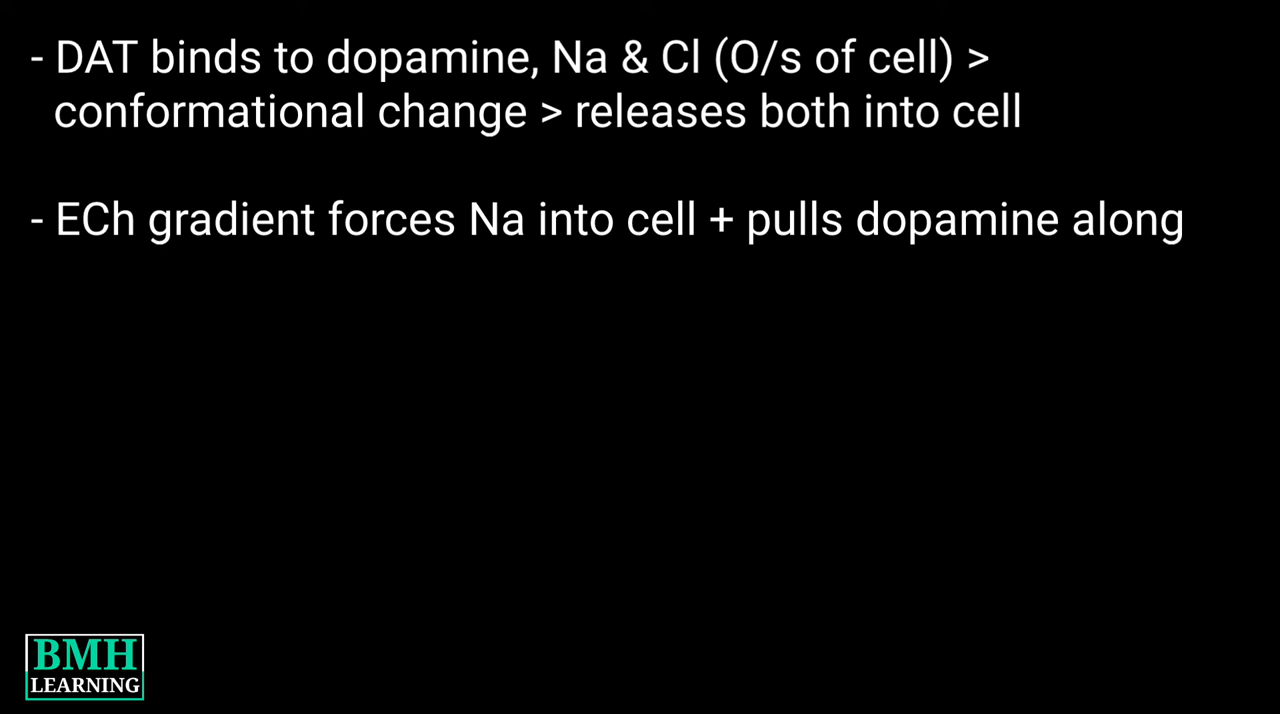 - DAT binds to dopamine, Na & Cl (O/s of cell) >
conformational change > releases both into cell
- ECh gradient forces Na into cell + pulls dopamine along
BMH
LEARNING